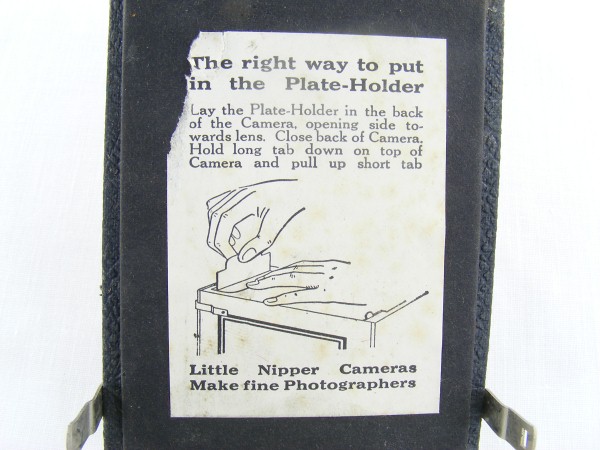 The right way to put
in the Plate-Holder
Lay the Plate-Holder in the back
of the Camera, opening side to-
wards lens. Close back of Camera.
Hold long tab down on top of
Camera and pull up short tab
Little Nipper Cameras
Make fine Photographers